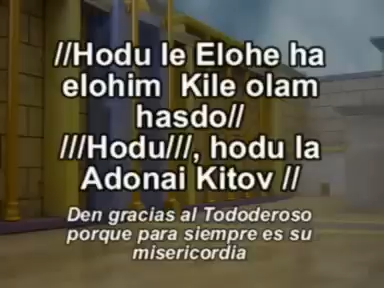 //Hodu le Elohe ha
elohim Kile olam
hasdo//
///Hodu///, hodu la
Adonai Kitov //
Den gracias al Tododeroso
porque para siempre es su
misericordia